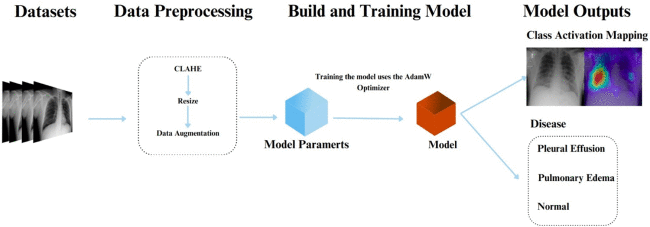 Datasets
Data Preprocessing
Build and Training Model
Model Outputs
Class Activation Mapping
CLAHE
Resize
Data Augmentation
Training the model uses the AdamW
Optimizer
Model Paramerts
Model
Disease
Pleural Effusion
Pulmonary Edema
Normal